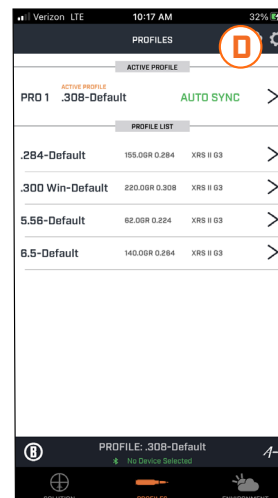 Verizon LTE 10:17 AM 32%
PROFILES
D
ACTIVE PROFILE
ACTIVE PROFILE
PRO 1 .308-Default AUTO SYNC
PROFILE LIST
.284-Default 155.0GR 0.284 XRS II G3
.300 Win-Default 220.0GR 0.308 XRS II G3
5.56-Default 62.0GR 0.224 XRS II G3
6.5-Default 140.0GR 0.264 XRS II G3
B PROFILE: .308-Default
No Device Selected
SOLUTION PROFILES ENVIRONMENT